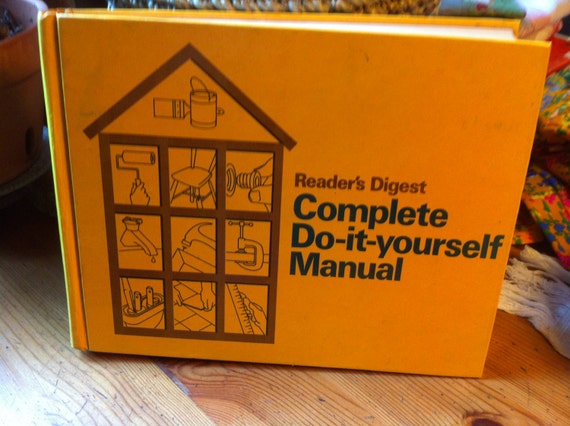 Reader's Digest
Complete
Do-it-yourself
Manual